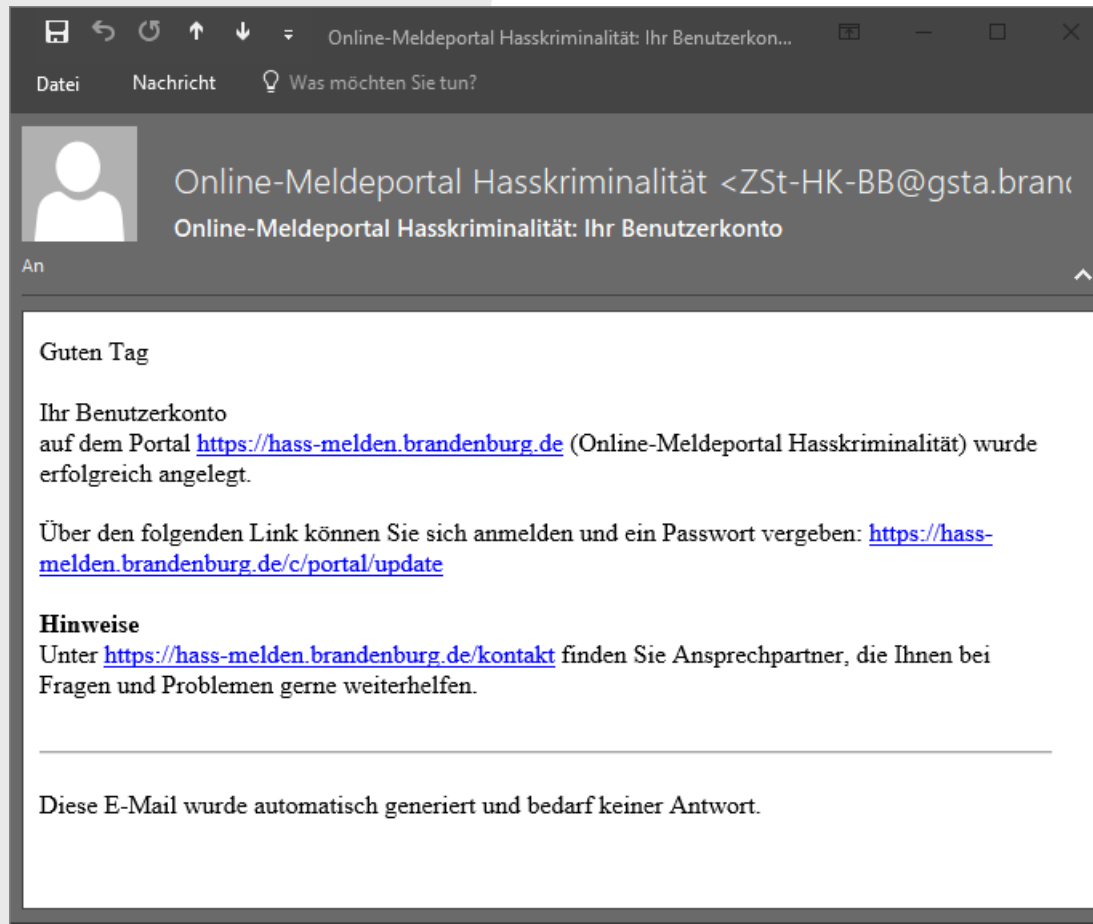 Online-Meldeportal Hasskriminalität: Ihr Benutzerkon...
Datei Nachricht Was möchten Sie tun?
Online-Meldeportal Hasskriminalität <ZSt-HK-BB@gsta.bran
Online-Meldeportal Hasskriminalität: Ihr Benutzerkonto
An
Guten Tag
Ihr Benutzerkonto
auf dem Portal https://hass-melden.brandenburg.de (Online-Meldeportal Hasskriminalität) wurde
erfolgreich angelegt.
Über den folgenden Link können Sie sich anmelden und ein Passwort vergeben: https://hass-
melden.brandenburg.de/c/portal/update
Hinweise
Unter https://hass-melden.brandenburg.de/kontakt finden Sie Ansprechpartner, die Ihnen bei
Fragen und Problemen gerne weiterhelfen.
Diese E-Mail wurde automatisch generiert und bedarf keiner Antwort.